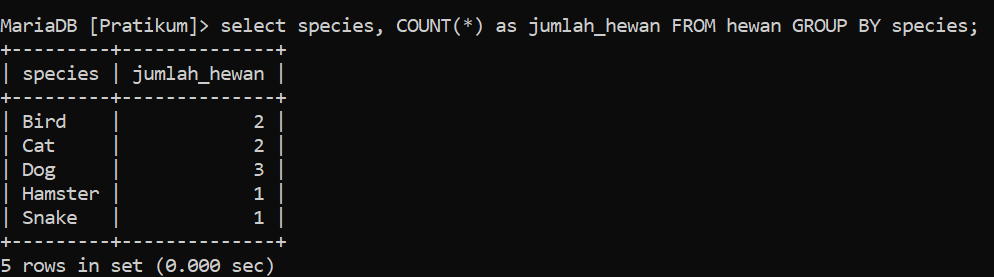 MariaDB [Pratikum]> select species, COUNT(*) as jumlah_hewan FROM hewan GROUP BY species;
+---------+--------------+
| species | jumlah_hewan |
+---------+--------------+
| Bird    |            2 |
| Cat     |            2 |
| Dog     |            3 |
| Hamster |            1 |
| Snake   |            1 |
+---------+--------------+
5 rows in set (0.000 sec)